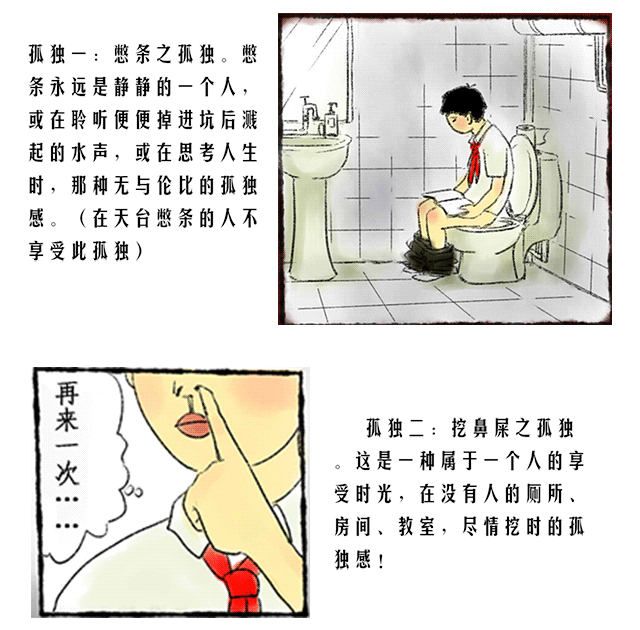 孤独一：憋条之孤独。憋
条永远是静静的一个人，
或在聆听便便掉进坑后溅
起的水声，或在思考人生
时，那种无与伦比的孤独
感。（在天台憋条的人不
享受此孤独）
再来一次……
孤独二：挖鼻屎之孤独
。这是一种属于一个人的享
受时光，在没有人的厕所、
房间、教室，尽情挖时的孤
独感！